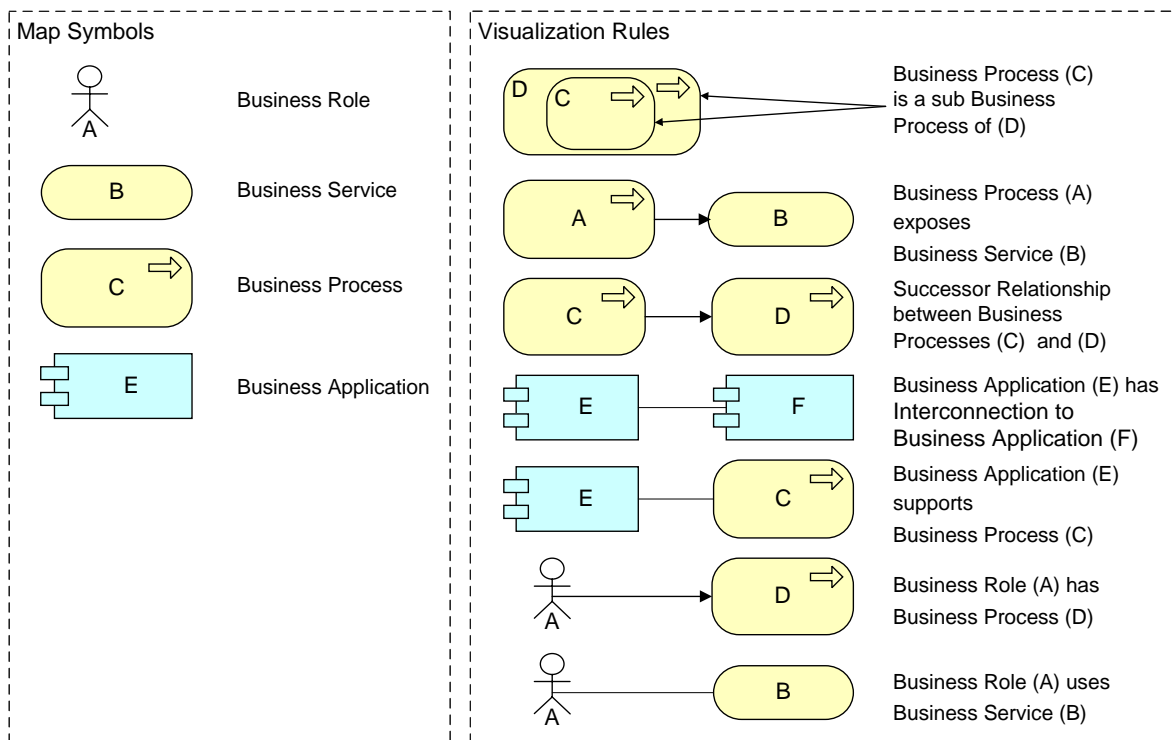 Map Symbols
A
Business Role
B
Business Service
C
Business Process
E
Business Application
Visualization Rules
D
C
Business Process (C)
is a sub Business
Process of (D)
A
B
Business Process (A)
exposes
Business Service (B)
C
D
Successor Relationship
between Business
Processes (C) and (D)
E
F
Business Application (E) has
Interconnection to
Business Application (F)
E
C
Business Application (E)
supports
Business Process (C)
A
D
Business Role (A) has
Business Process (D)
A
B
Business Role (A) uses
Business Service (B)